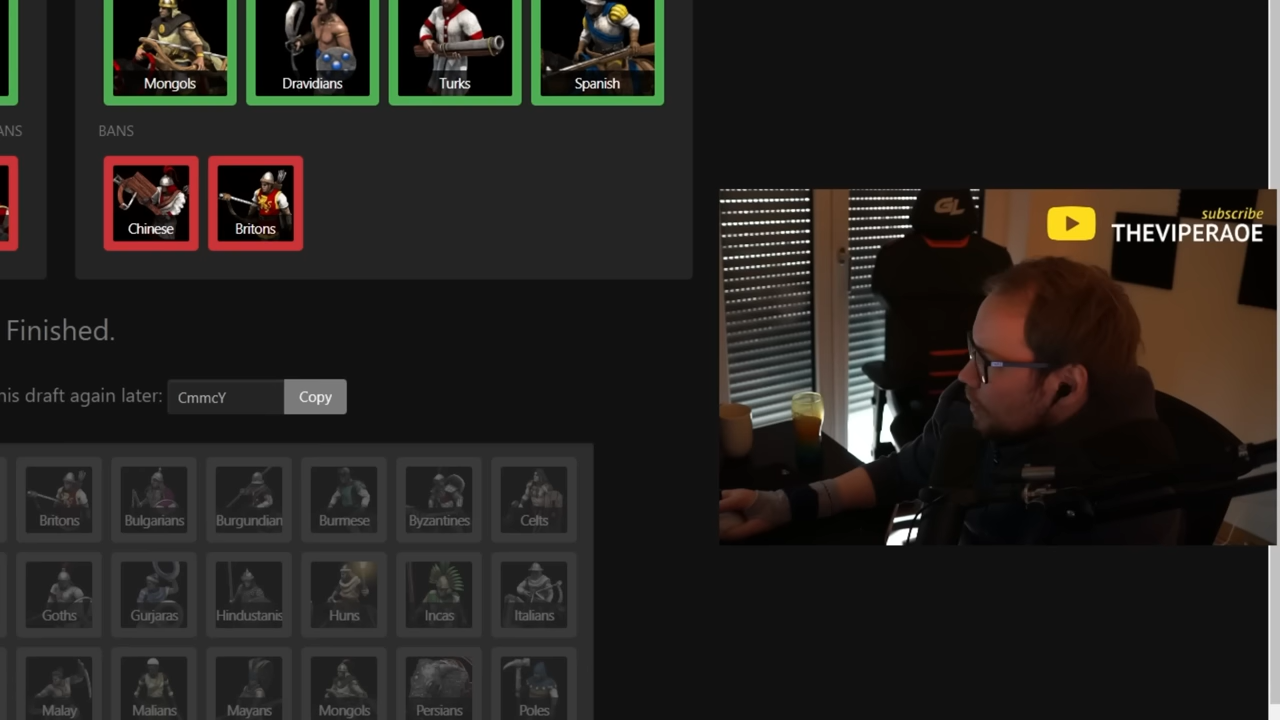 Mongols
Dravidians
Turks
Spanish
ANS
BANS
Chinese
Britons
Finished.
his draft again later:
CmmcY
Copy
subscribe
THEVIPERAOE
GL
Britons
Bulgarians
Burgundian
Burmese
Byzantines
Celts
Goths
Gurjaras
Hindustanis
Huns
Incas
Italians
Malay
Malians
Mayans
Mongols
Persians
Poles